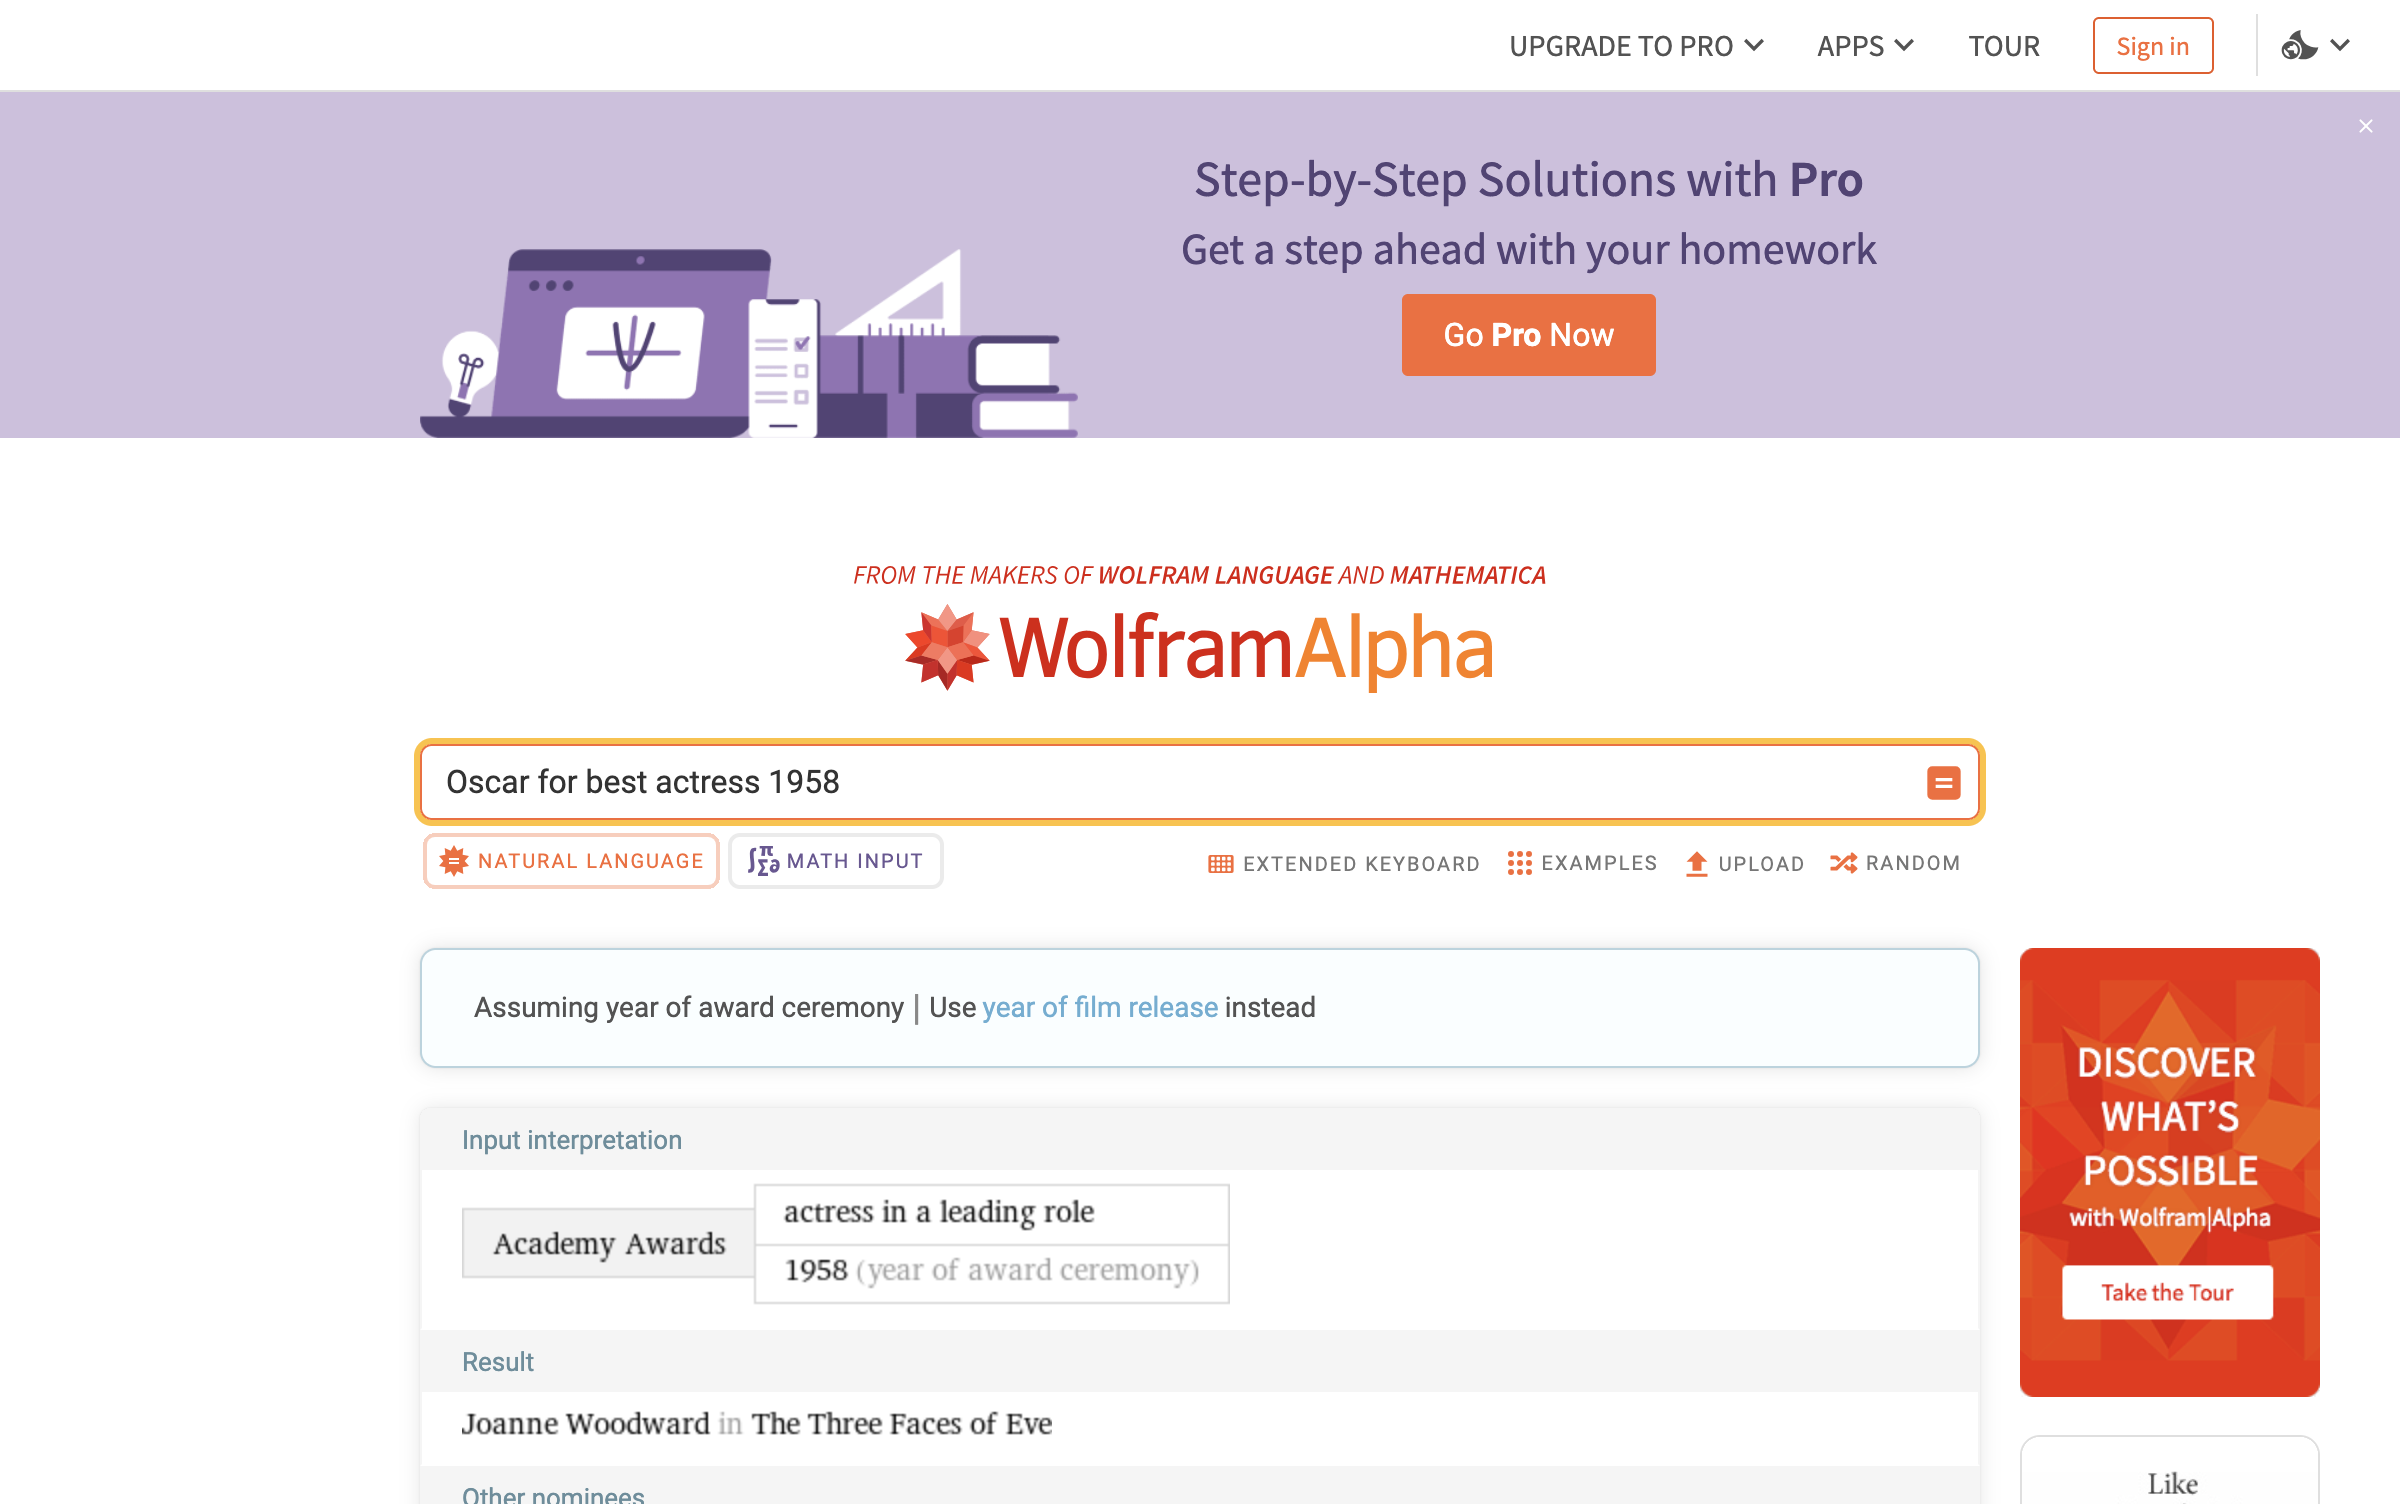 UPGRADE TO PRO APPS TOUR Sign in
Step-by-Step Solutions with Pro
Get a step ahead with your homework
Go Pro Now
FROM THE MAKERS OF WOLFRAM LANGUAGE AND MATHEMATICA
WolframAlpha
Oscar for best actress 1958
NATURAL LANGUAGE MATH INPUT EXTENDED KEYBOARD EXAMPLES UPLOAD RANDOM
Assuming year of award ceremony | Use year of film release instead
Input interpretation
Academy Awards
actress in a leading role
1958 (year of award ceremony)
Result
Joanne Woodward in The Three Faces of Eve
Other nominees
DISCOVER
WHAT'S
POSSIBLE
with Wolfram|Alpha
Take the Tour
Like